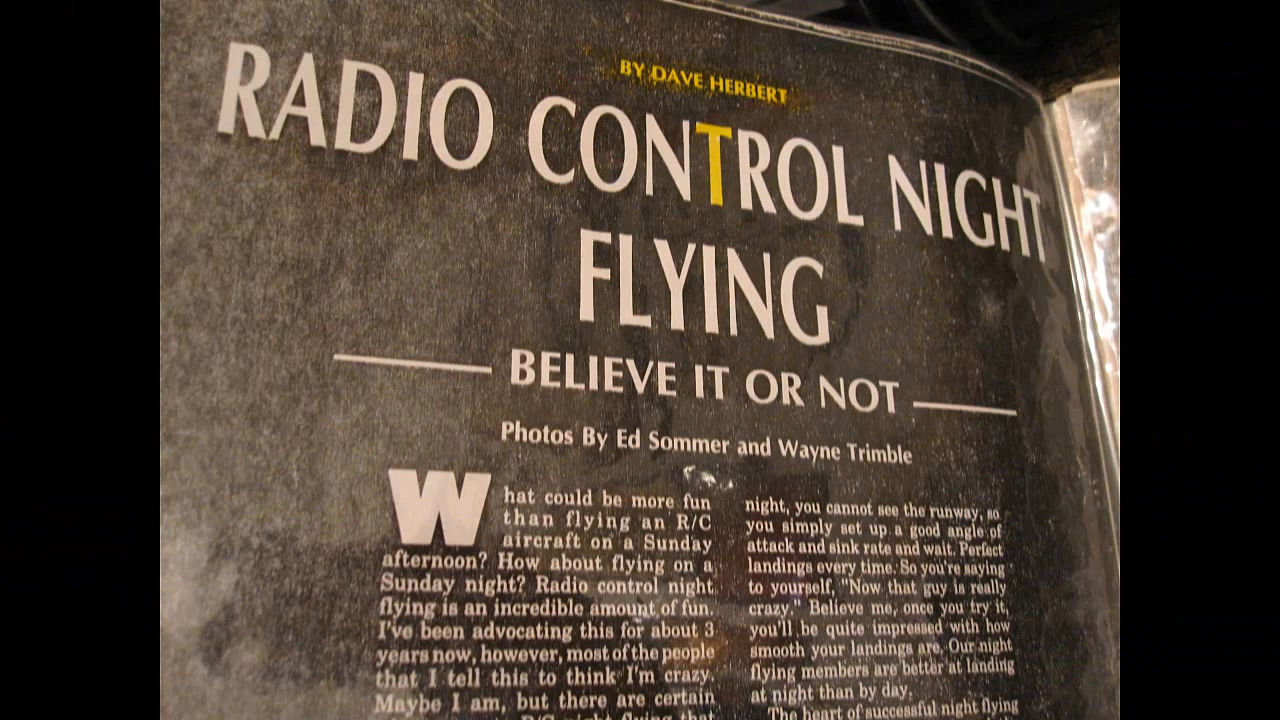 BY DAVE HERBERT
RADIO CONTROL NIGHT
FLYING
BELIEVE IT OR NOT
Photos By Ed Sommer and Wayne Trimble
What could be more fun
than flying an R/C
aircraft on a Sunday
afternoon? How about flying on a
Sunday night? Radio control night
flying is an incredible amount of fun.
I've been advocating this for about 3
years now, however, most of the people
that I tell this to think I'm crazy.
Maybe I am, but there are certain
R/C night flying that
night, you cannot see the runway, so
you simply set up a good angle of
attack and sink rate and wait. Perfect
landings every time. So you're saying
to yourself, "Now that guy is really
crazy." Believe me, once you try it,
you'll be quite impressed with how
smooth your landings are. Our night
flying members are better at landing
at night than by day.
The heart of successful night flying